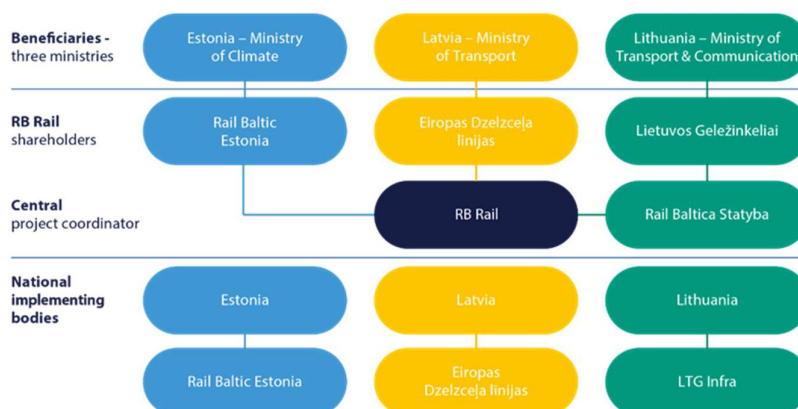 Beneficiaries -
three ministries
Estonia – Ministry
of Climate
Latvia – Ministry
of Transport
Lithuania – Ministry of
Transport & Communication
RB Rail
shareholders
Rail Baltic
Estonia
Eiropas Dzelzceļa
linijas
Lietuvos Geležinkeliai
Central
project coordinator
RB Rail
Rail Baltica Statyba
National
implementing
bodies
Estonia
Latvia
Lithuania
Rail Baltic Estonia
Eiropas
Dzelzceļa linijas
LTG Infra